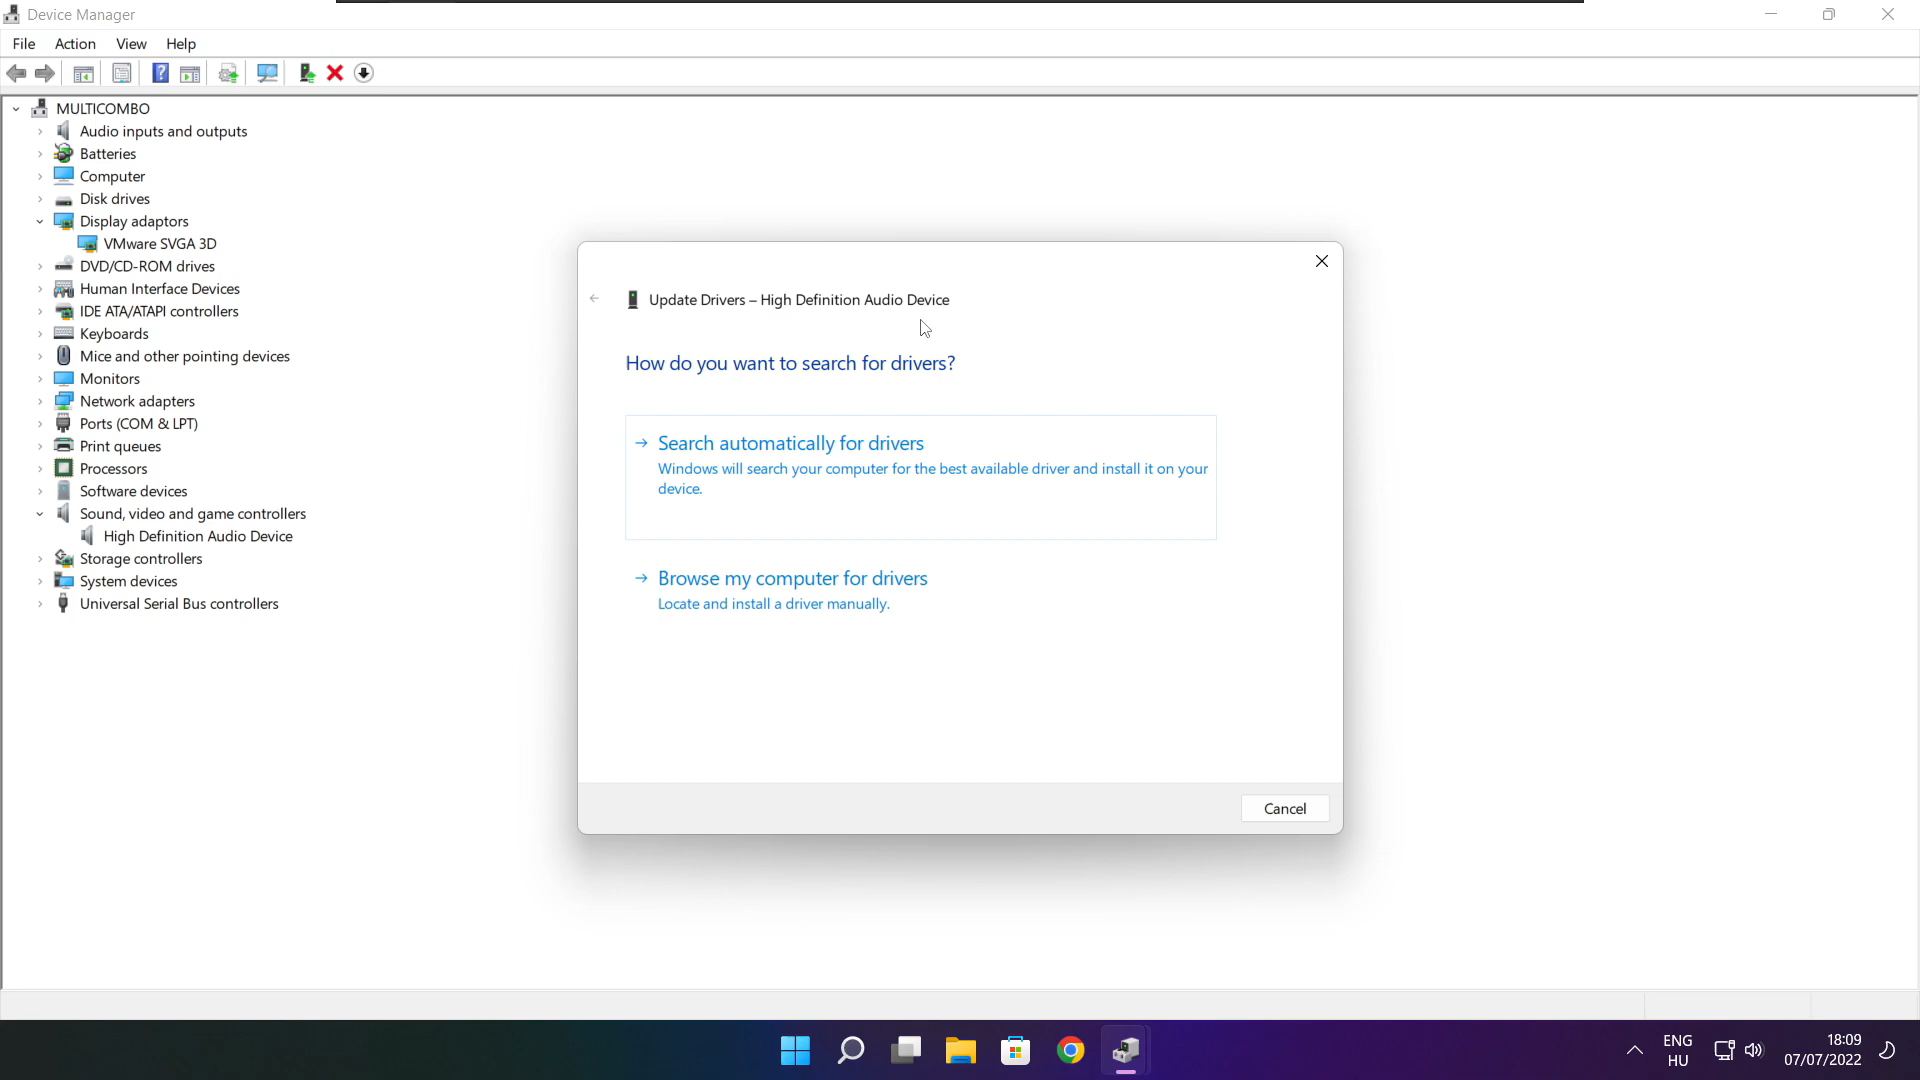 Device Manager
File Action View Help
MULTICOMBO
Audio inputs and outputs
Batteries
Computer
Disk drives
Display adaptors
VMware SVGA 3D
DVD/CD-ROM drives
Human Interface Devices
IDE ATA/ATAPI controllers
Keyboards
Mice and other pointing devices
Monitors
Network adapters
Ports (COM & LPT)
Print queues
Processors
Software devices
Sound, video and game controllers
High Definition Audio Device
Storage controllers
System devices
Universal Serial Bus controllers
Update Drivers – High Definition Audio Device
How do you want to search for drivers?
Search automatically for drivers
Windows will search your computer for the best available driver and install it on your
device.
Browse my computer for drivers
Locate and install a driver manually.
Cancel
ENG
HU
18:09
07/07/2022